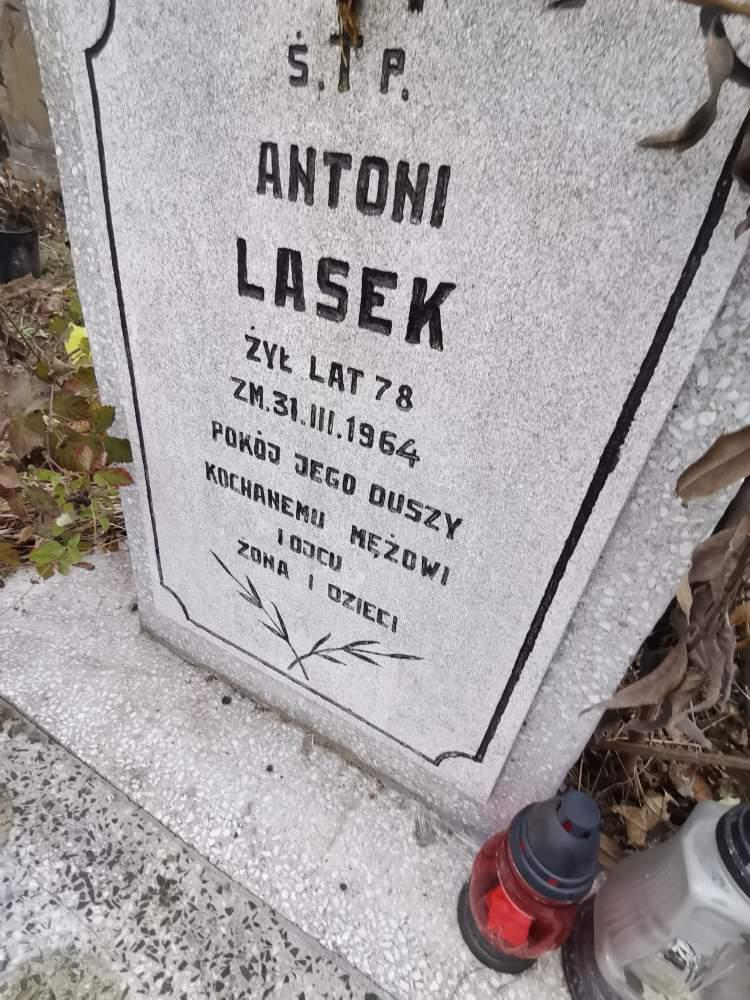 Ś. † P.
ANTONI
LASEK
ŻYŁ LAT 78
ZM. 31.III.1964
POKÓJ JEGO DUSZY
KOCHANEMU MĘŻOWI
I OJCU
ŻONA I DZIECI